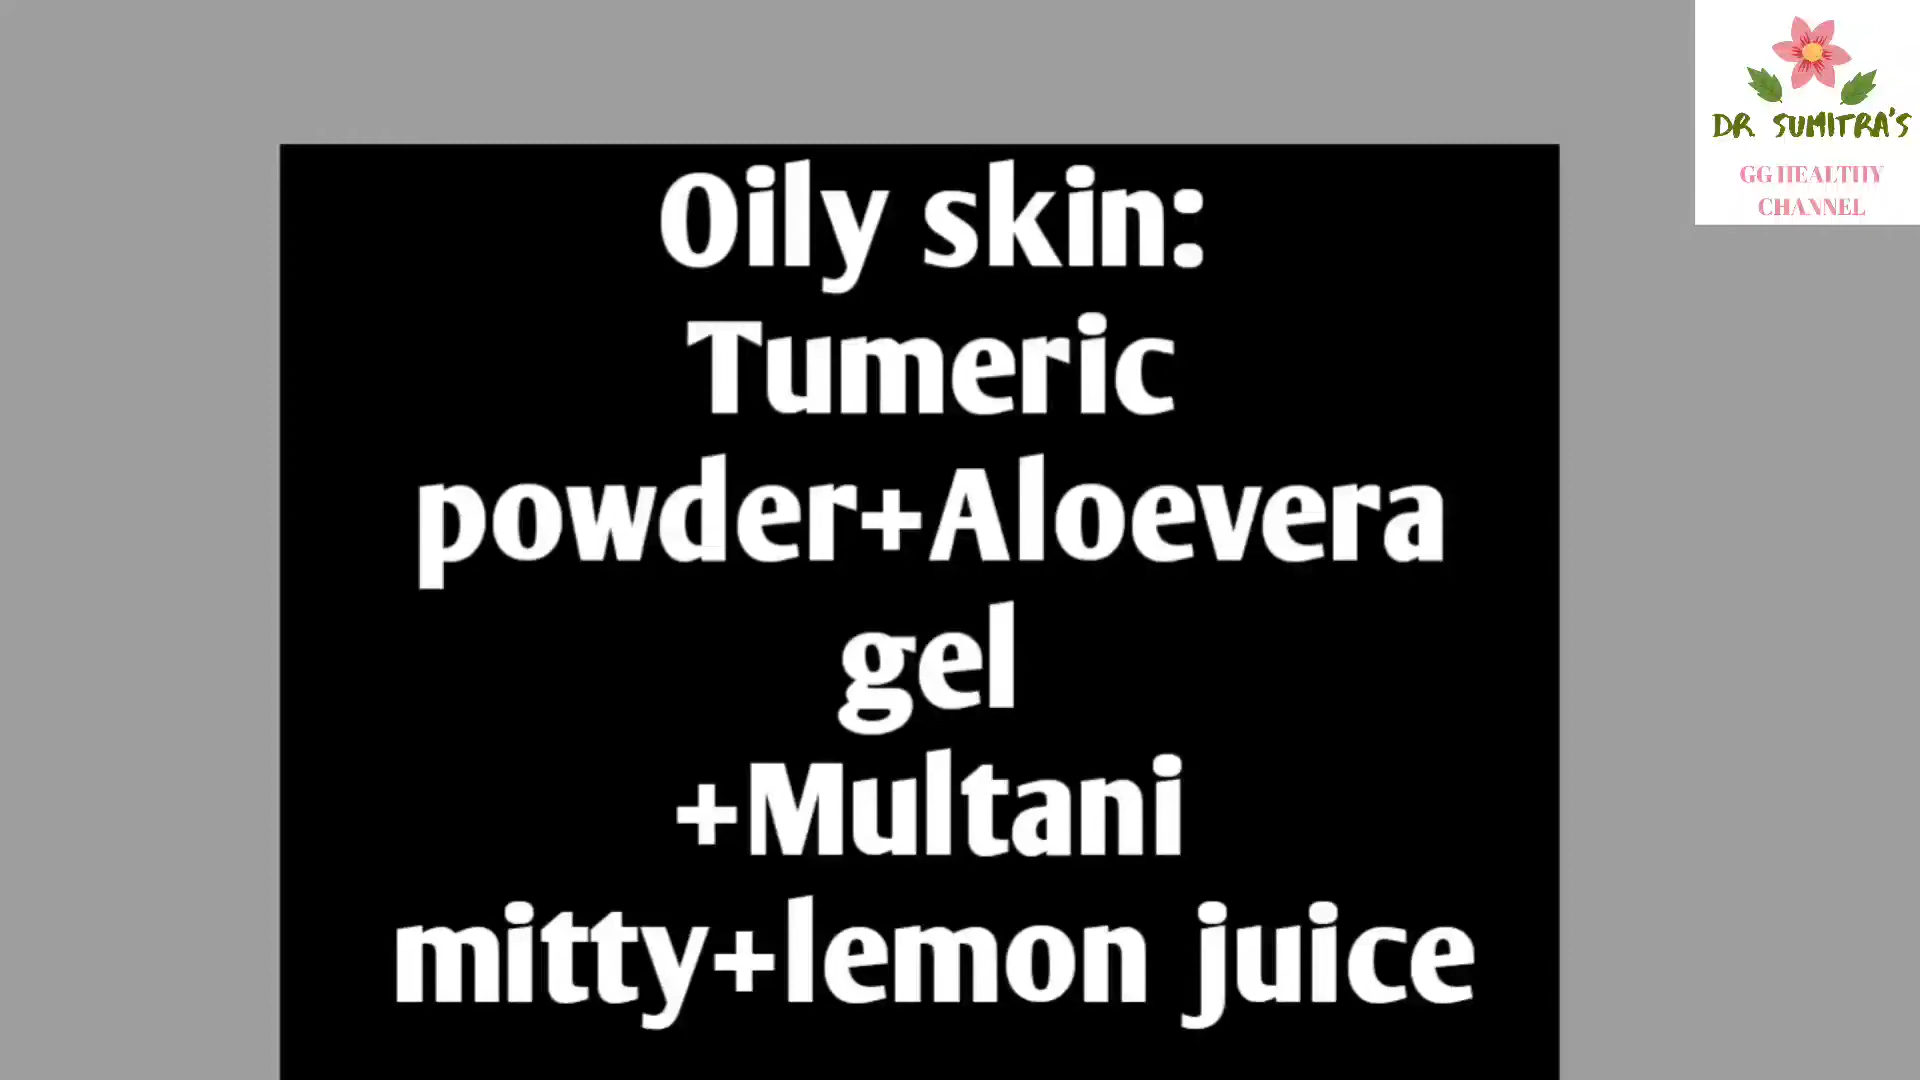 DR. SUMITRA'S
GG HEALTHY
CHANNEL
Oily skin:
Tumeric
powder+Aloevera
gel
+Multani
mitty+lemon juice